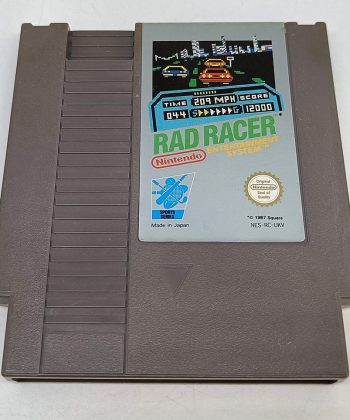 TIME 209 MPH SCORE
044 S G 12000
RAD RACER
Nintendo
ENTERTAINMENT
SYSTEM™
Original
Nintendo
Seal of
Quality
SPORTS
SERIES
Made in Japan
© 1987 Square
NES-RC-UKV